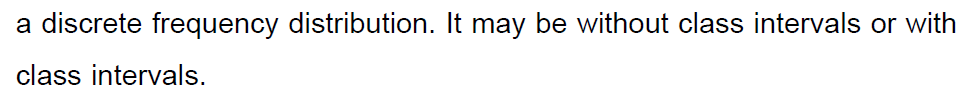 a discrete frequency distribution. It may be without class intervals or with
class intervals.